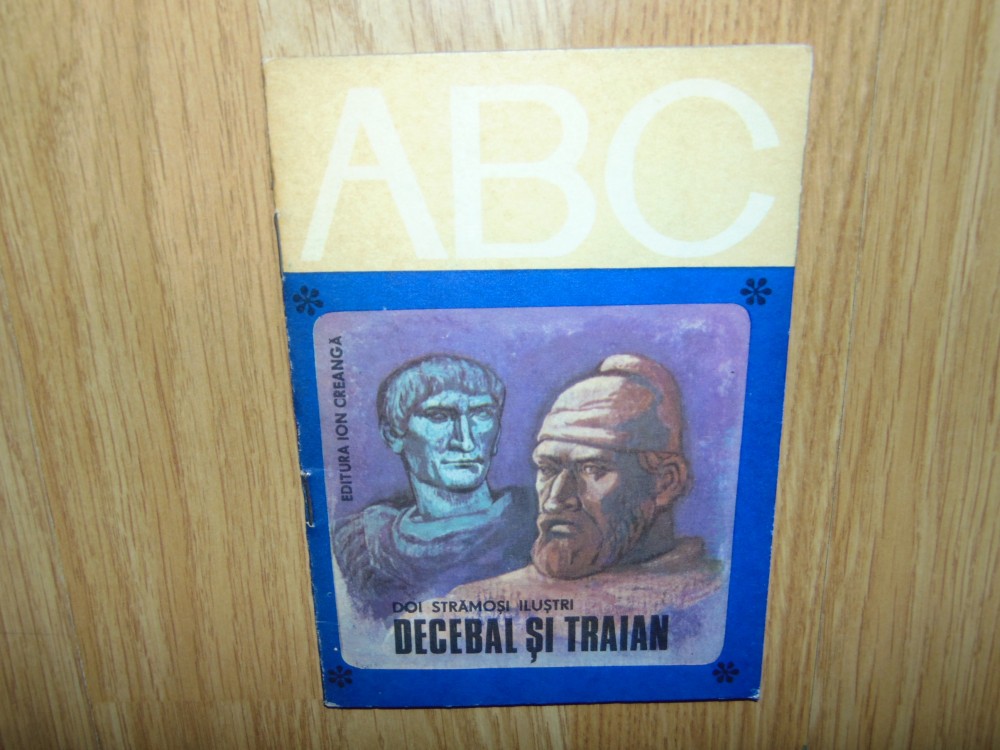 ABC
EDITURA ION CREANGĂ
DOI STRĂMOȘI ILUȘTRI
DECEBAL ȘI TRAIAN